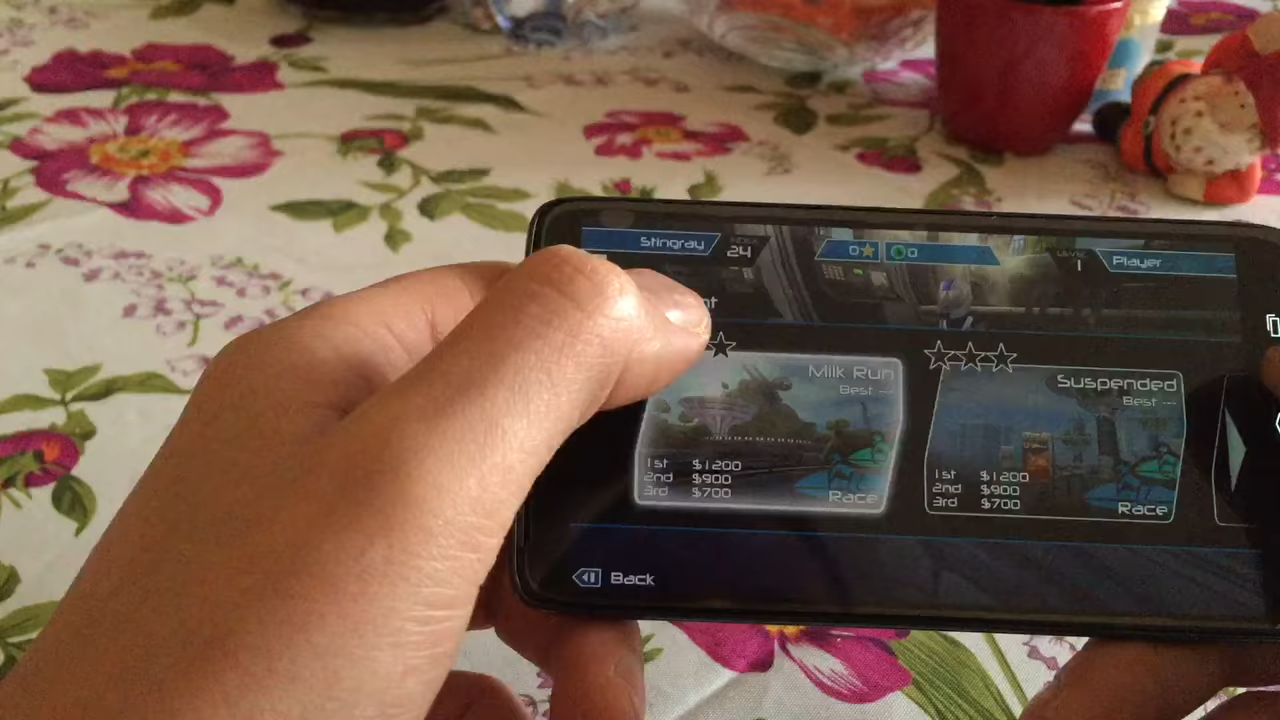 Stingray
24
0
0
LEVEL
1
Player
Milk Run
Best ---
1st $1200
2nd $900
3rd $700
Race
Suspended
Best ---
1st $1200
2nd $900
3rd $700
Race
Back